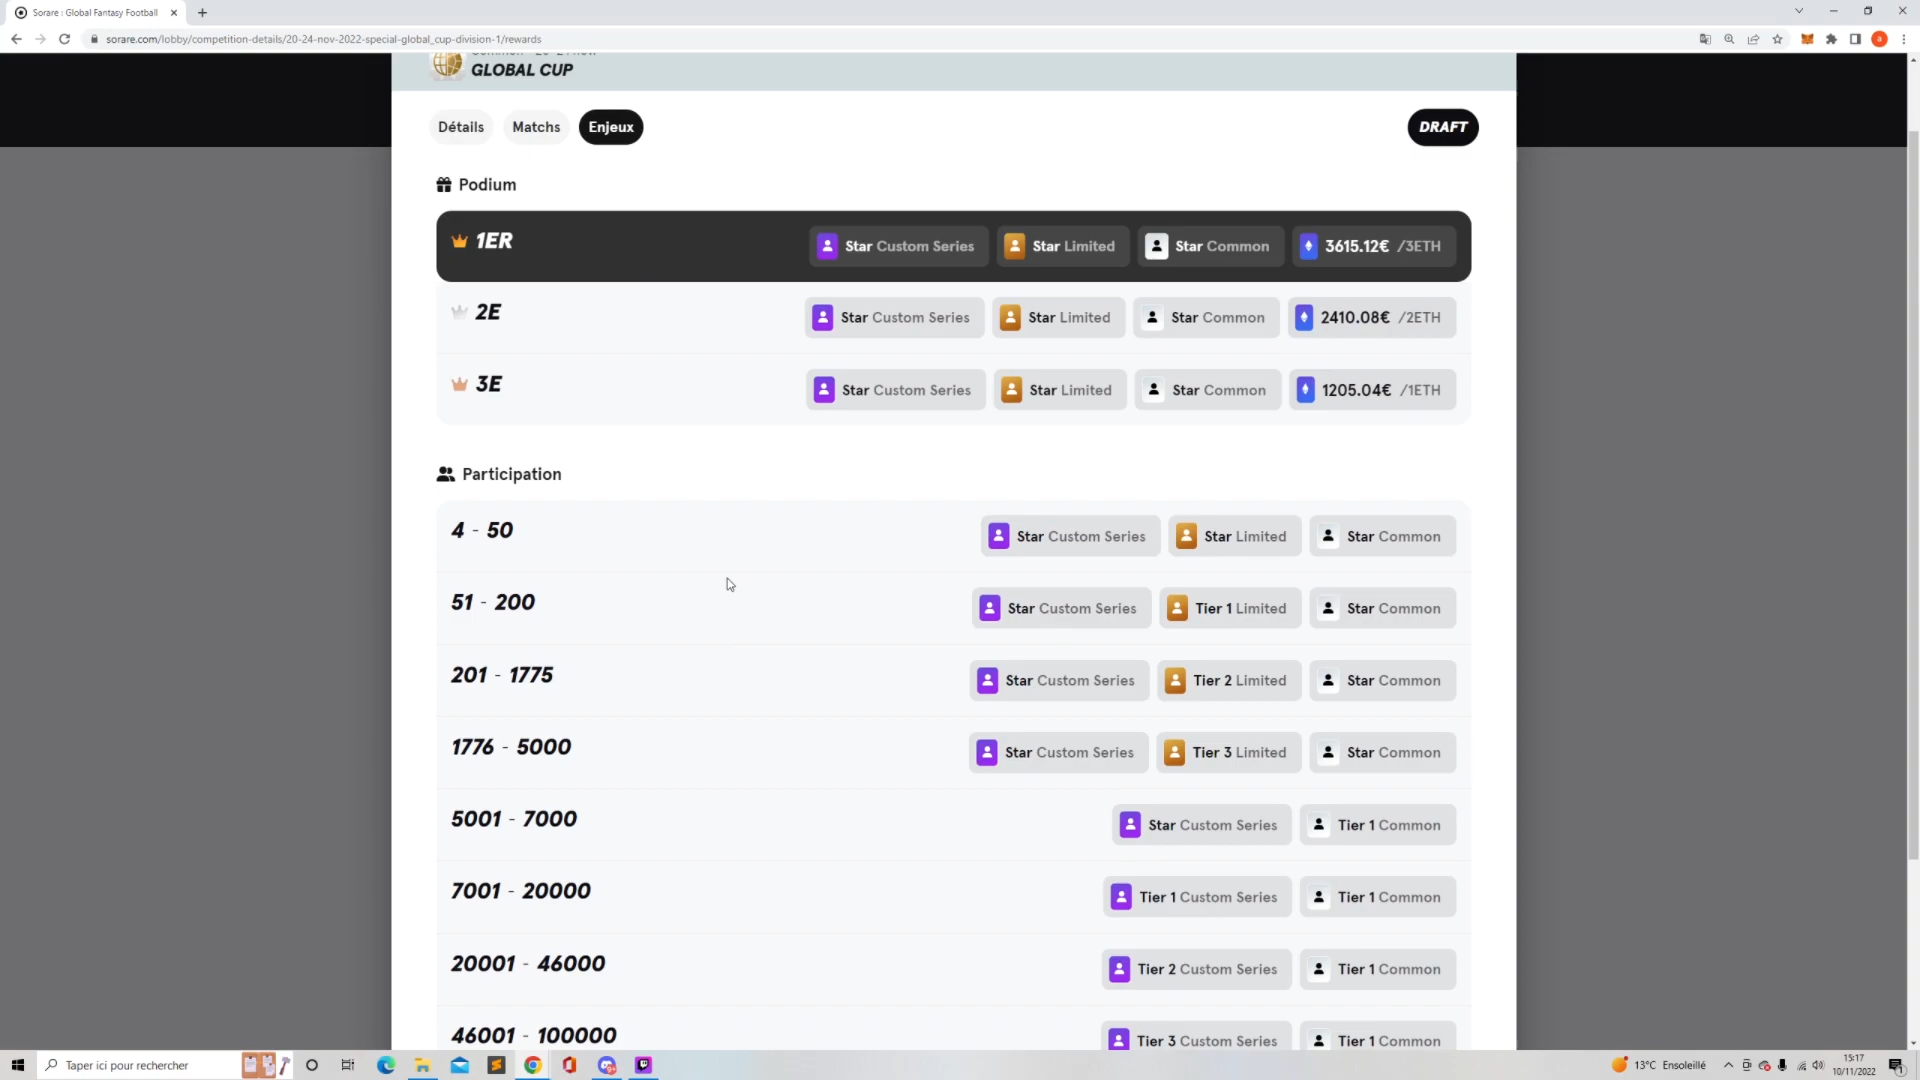 Sorare : Global Fantasy Football
sorare.com/lobby/competition-details/20-24-nov-2022-special-global_cup-division-1/rewards
GLOBAL CUP
Détails
Matchs
Enjeux
DRAFT
Podium
1ER
Star Custom Series
Star Limited
Star Common
3615.12€ /3ETH
2E
Star Custom Series
Star Limited
Star Common
2410.08€ /2ETH
3E
Star Custom Series
Star Limited
Star Common
1205.04€ /1ETH
Participation
4 - 50
Star Custom Series
Star Limited
Star Common
51 - 200
Star Custom Series
Tier 1 Limited
Star Common
201 - 1775
Star Custom Series
Tier 2 Limited
Star Common
1776 - 5000
Star Custom Series
Tier 3 Limited
Star Common
5001 - 7000
Star Custom Series
Tier 1 Common
7001 - 20000
Tier 1 Custom Series
Tier 1 Common
20001 - 46000
Tier 2 Custom Series
Tier 1 Common
46001 - 100000
Tier 3 Custom Series
Tier 1 Common
Taper ici pour rechercher
13°C Ensoleillé
15:17
10/11/2022